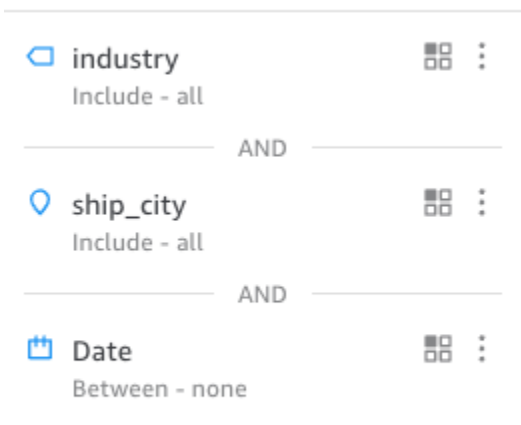 industry
Include - all
AND
ship_city
Include - all
AND
Date
Between - none